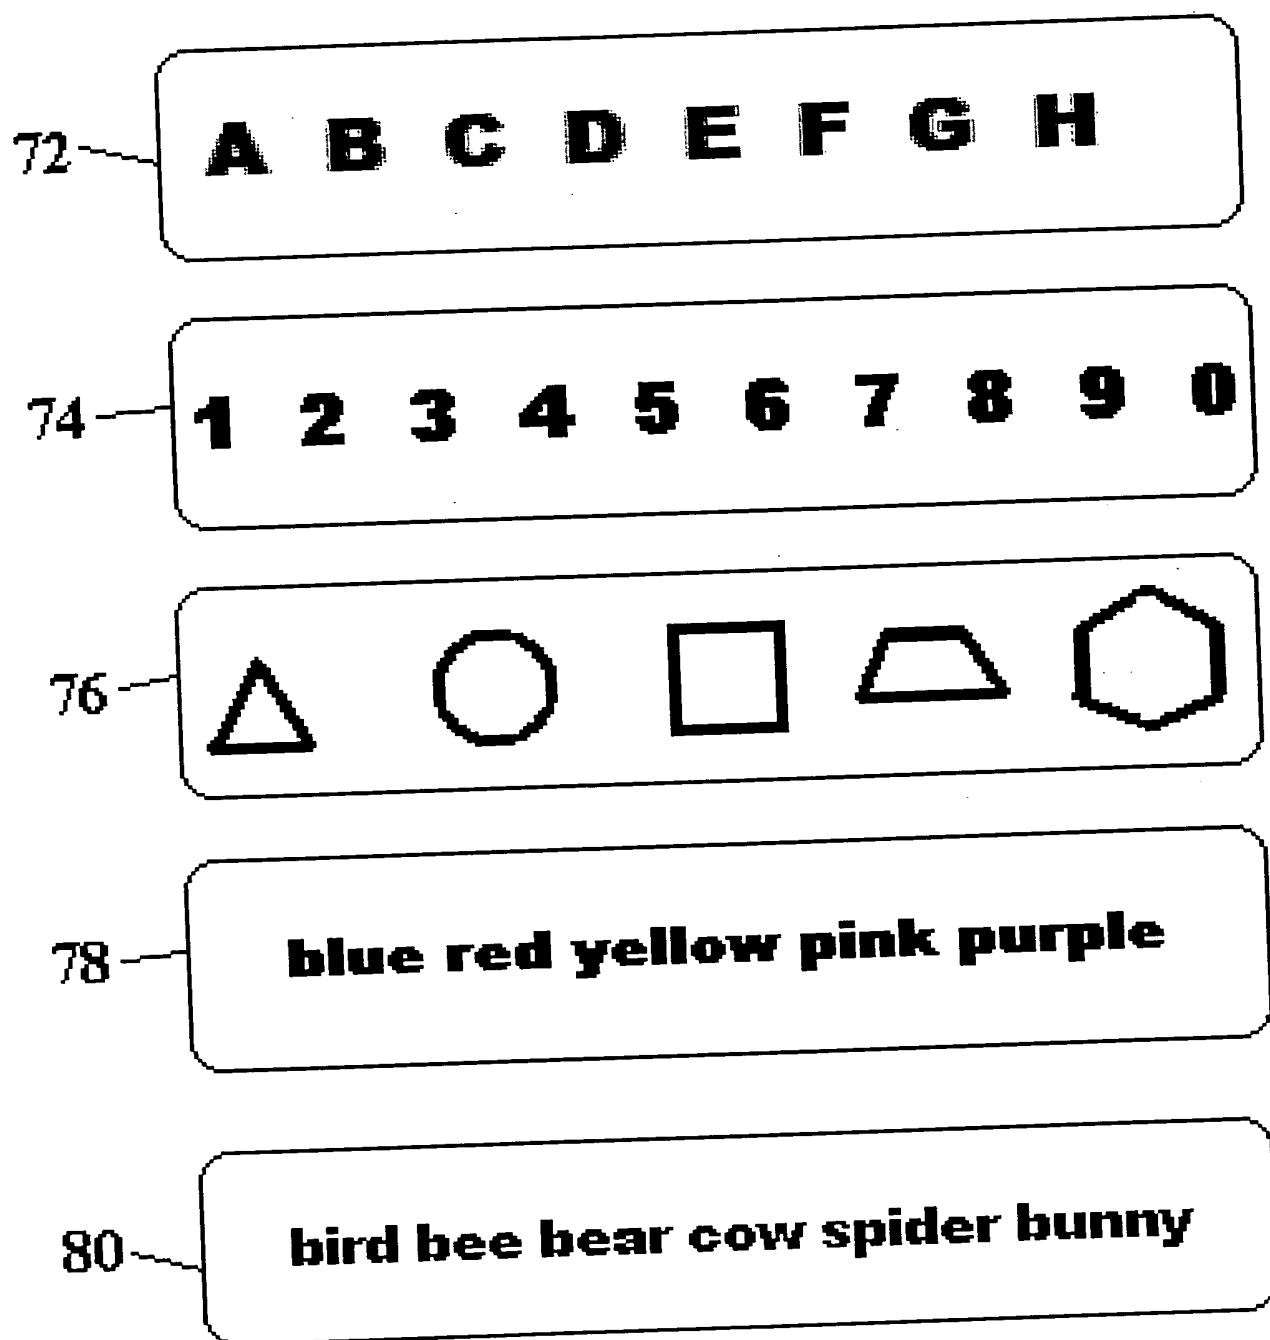 72 A B C D E F G H
74 1 2 3 4 5 6 7 8 9 0
76
78 blue red yellow pink purple
80 bird bee bear cow spider bunny